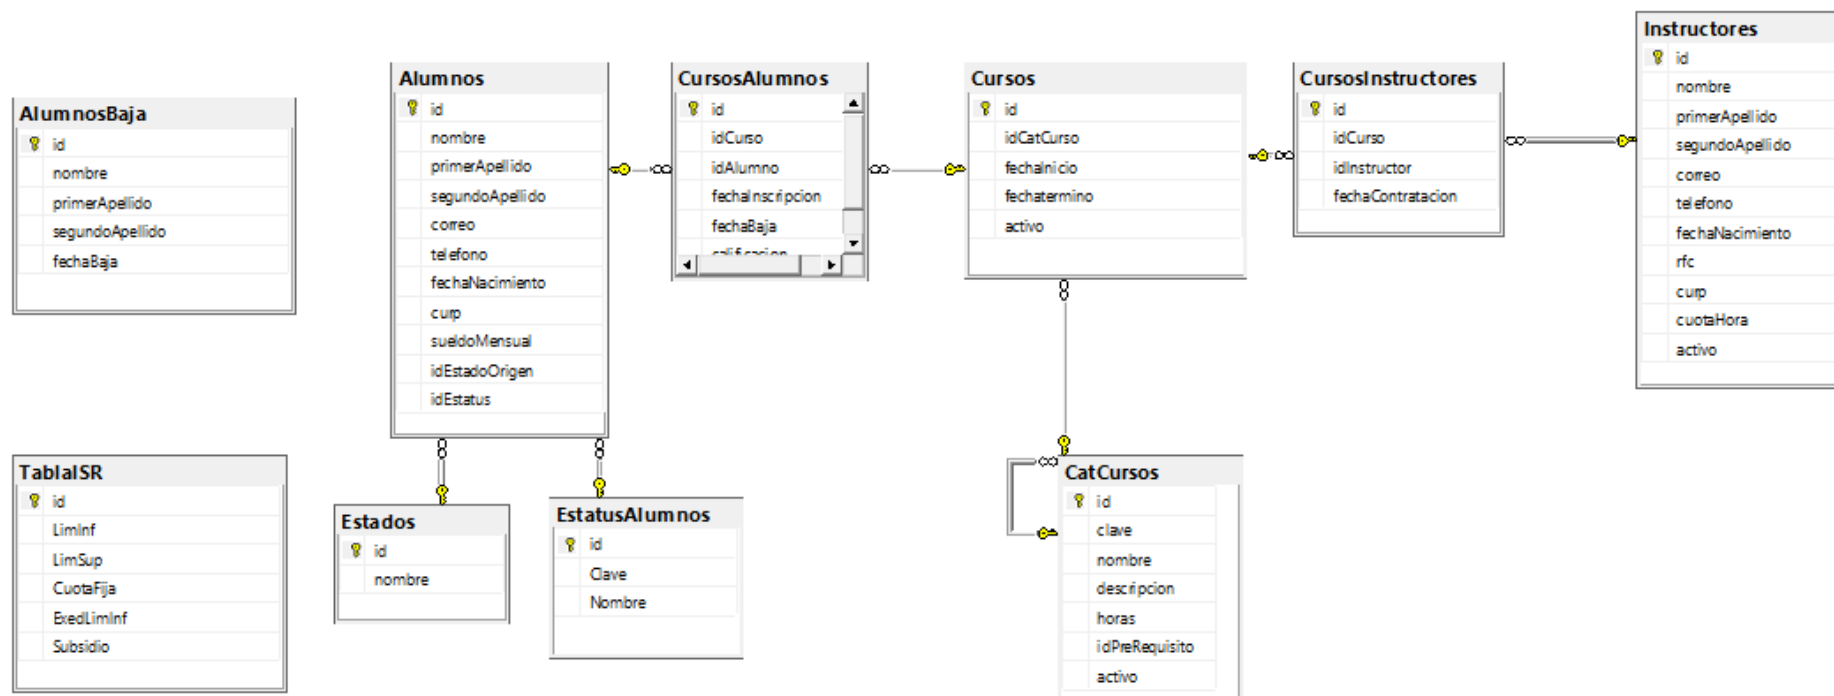 AlumnosBaja
id
nombre
primerApellido
segundoApellido
fechaBaja
Alumnos
id
nombre
primerApellido
segundoApellido
correo
telefono
fechaNacimiento
curp
sueldoMensual
idEstadoOrigen
idEstatus
CursosAlumnos
id
idCurso
idAlumno
fechaInscripcion
fechaBaja
calificacion
Cursos
id
idCatCurso
fechaInicio
fechatermino
activo
CursosInstructores
id
idCurso
idInstructor
fechaContratacion
Instructores
id
nombre
primerApellido
segundoApellido
correo
telefono
fechaNacimiento
rfc
curp
cuotaHora
activo
TablaISR
id
LimInf
LimSup
CuotaFija
ExedLimInf
Subsidio
Estados
id
nombre
EstatusAlumnos
id
Clave
Nombre
CatCursos
id
clave
nombre
descripcion
horas
idPreRequisito
activo